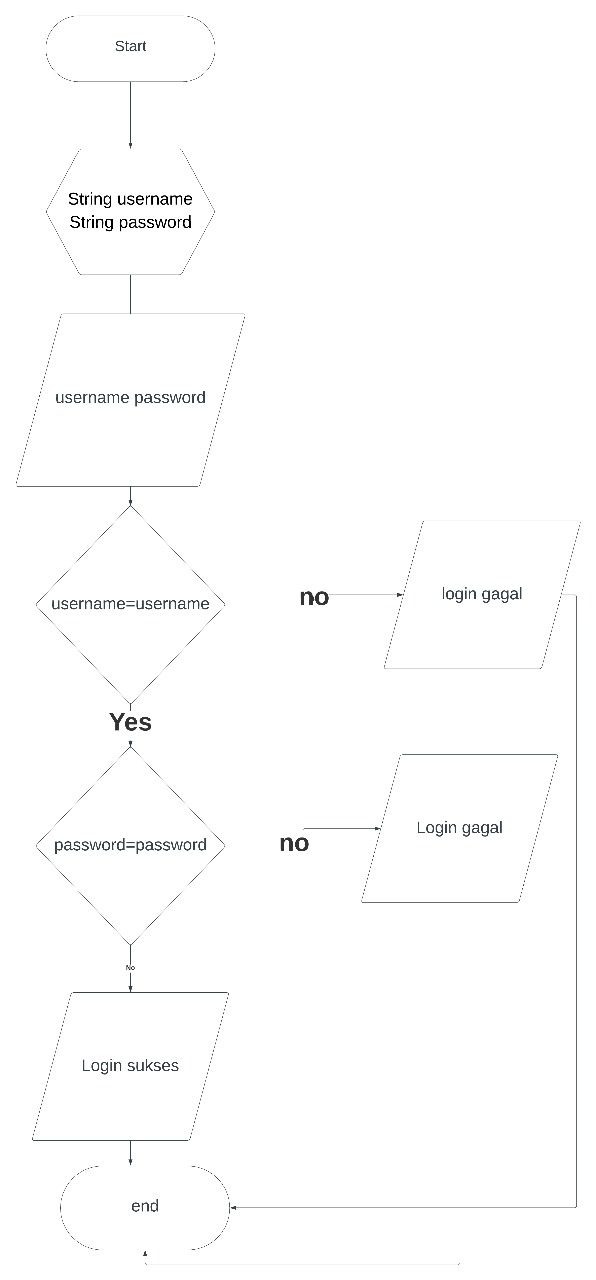 Start
String username
String password
username password
username=username
no
login gagal
Yes
password=password
no
Login gagal
No
Login sukses
end